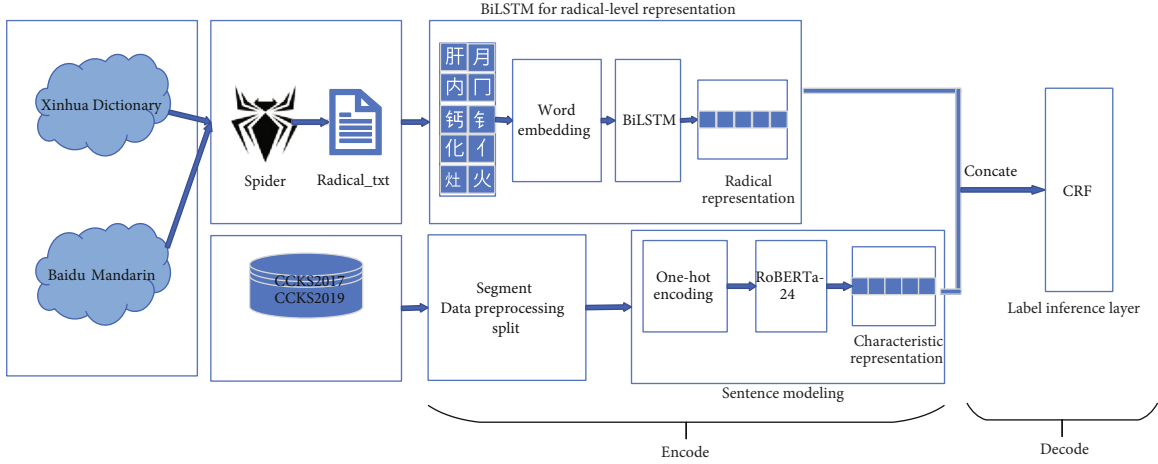 BiLSTM for radical-level representation
Xinhua Dictionary
Baidu Mandarin
Spider
Radical_txt
肝 月
内 冂
钙 钅
化 亻
灶 火
Word
embedding
BiLSTM
Radical
representation
CCKS2017
CCKS2019
Segment
Data preprocessing
split
One-hot
encoding
RoBERTa-
24
Characteristic
representation
Sentence modeling
Concate
CRF
Label inference layer
Encode
Decode